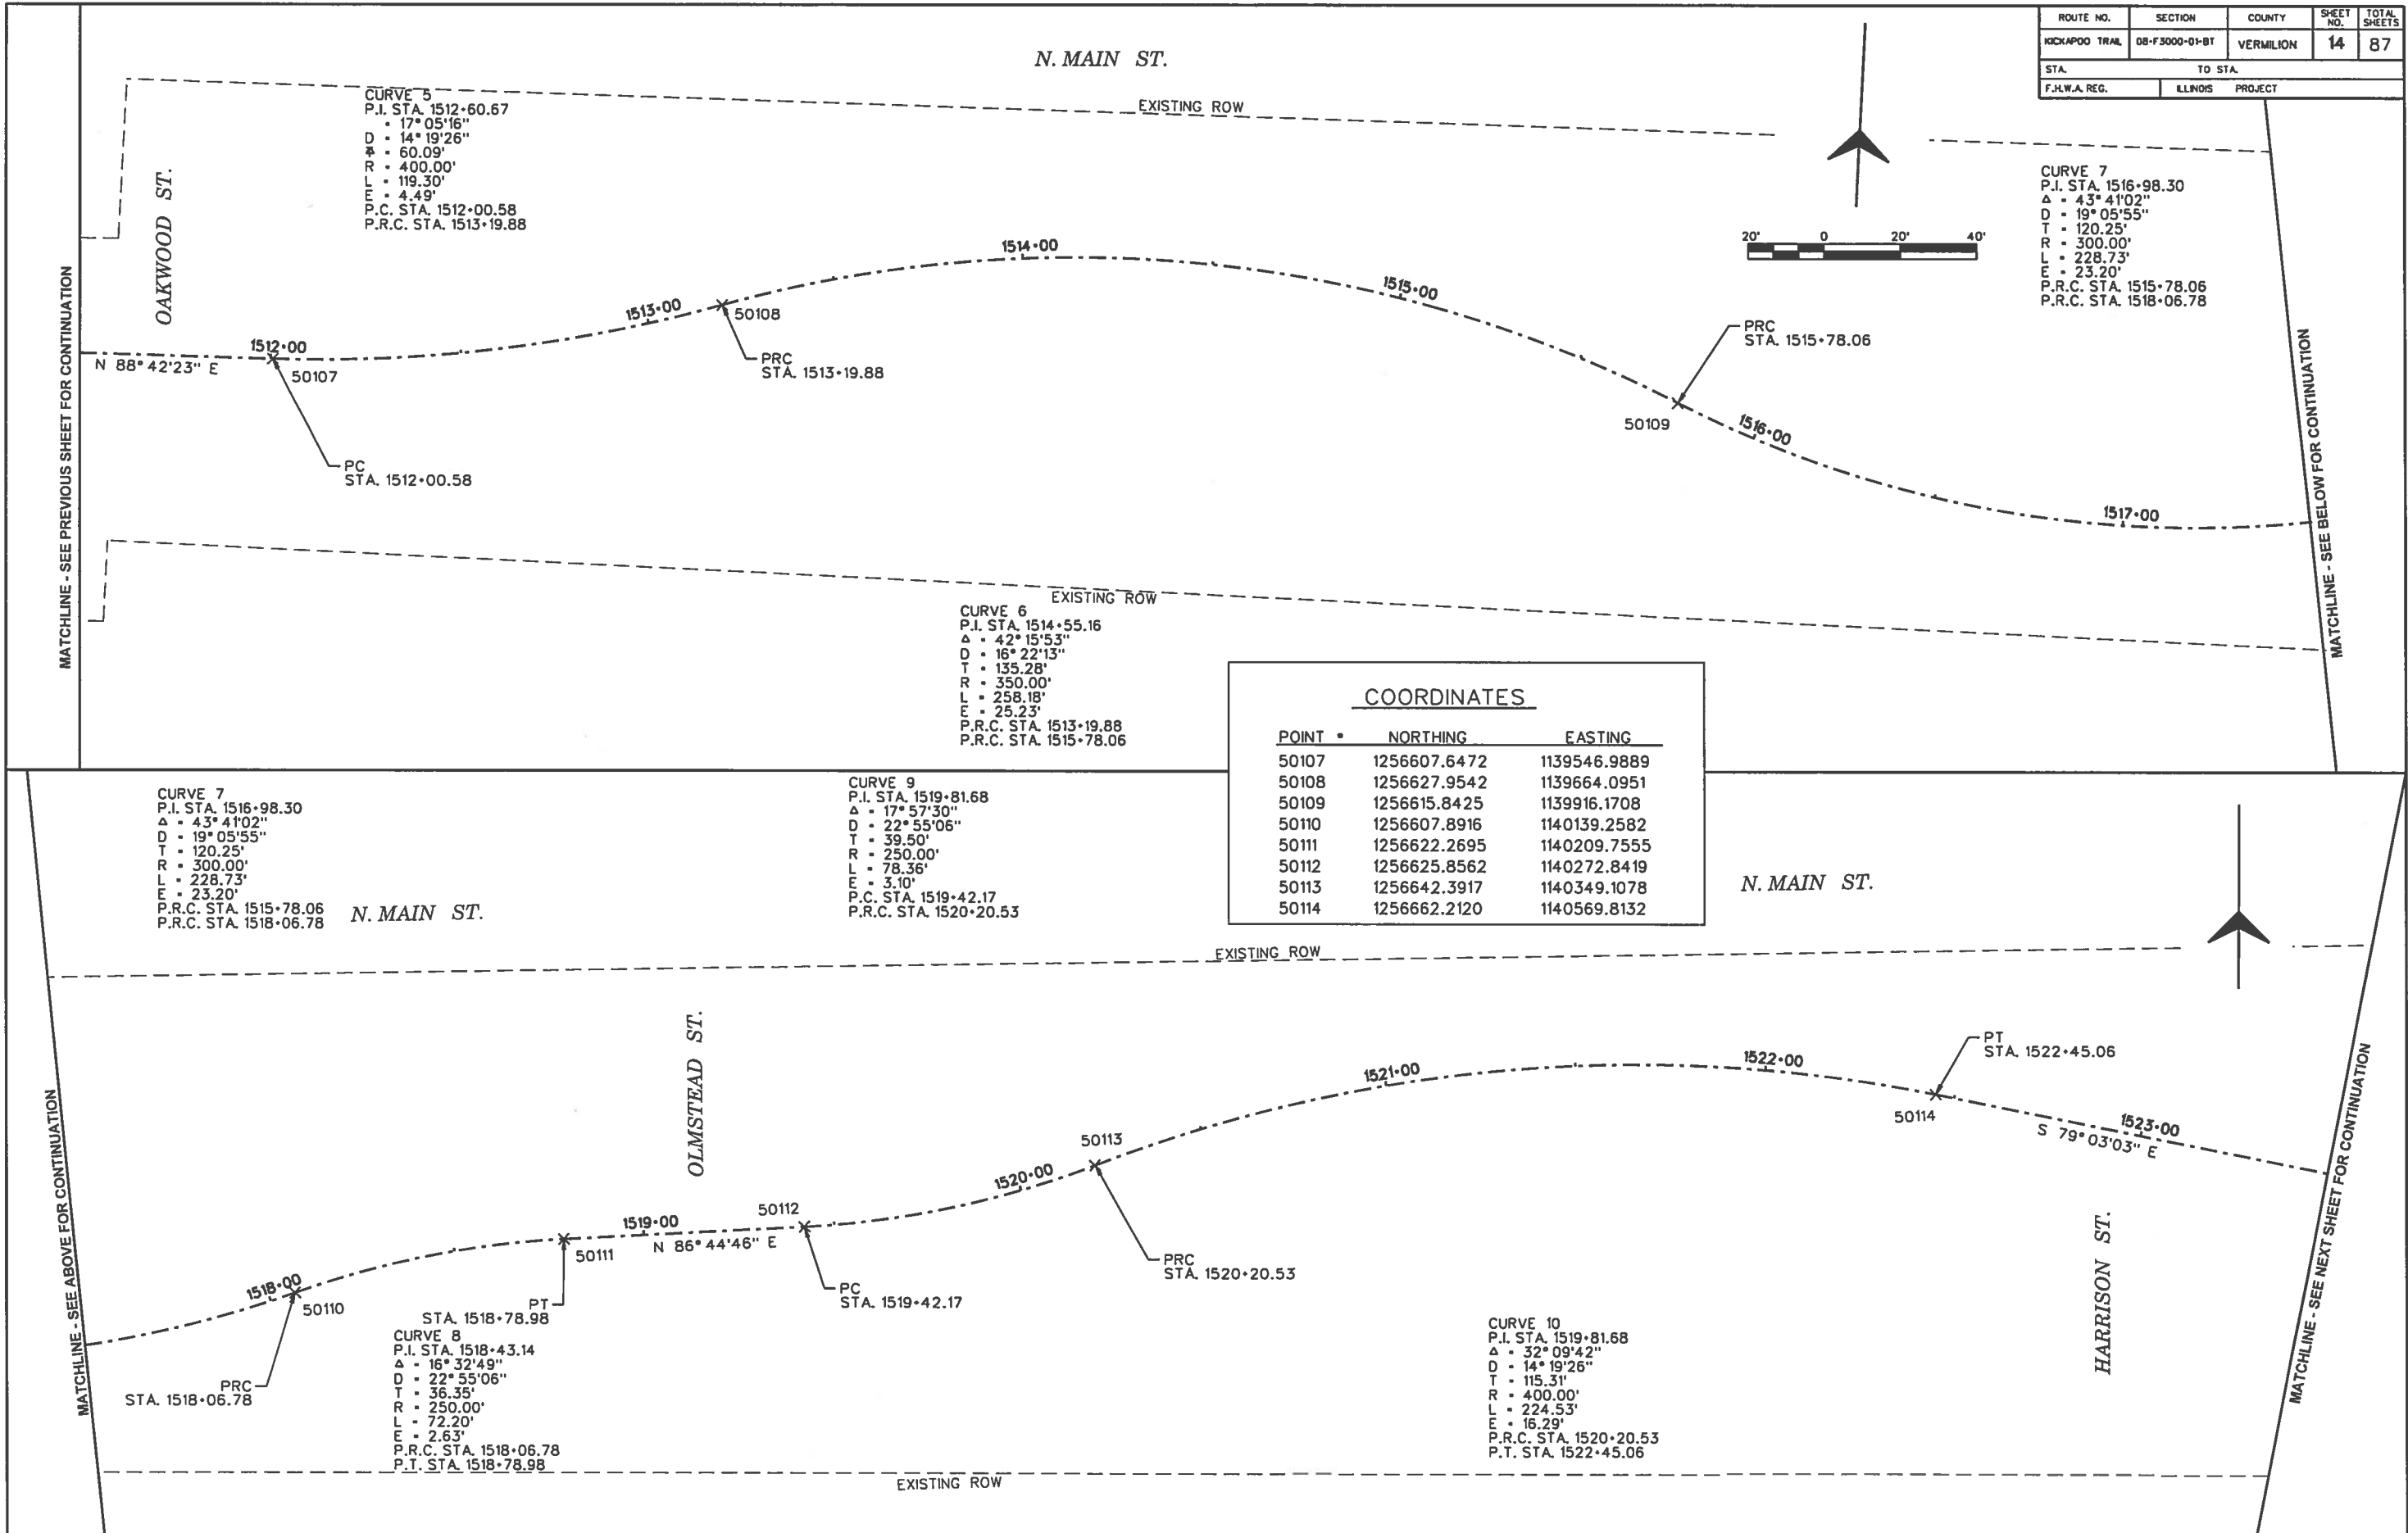 ROUTE NO. SECTION COUNTY SHEET NO. TOTAL SHEETS
KICKAPOO TRAIL 08-F3000-01-BT VERMILION 14 87
STA. TO STA.
F.H.W.A. REG. ILLINOIS PROJECT
N. MAIN ST.
EXISTING ROW
CURVE 5
P.I. STA. 1512+60.67
= 17°05'16"
D = 14°19'26"
= 60.09'
R = 400.00'
L = 119.30'
E = 4.49'
P.C. STA. 1512+00.58
P.R.C. STA. 1513+19.88
CURVE 7
P.I. STA. 1516+98.30
Δ = 43°41'02"
D = 19°05'55"
T = 120.25'
R = 300.00'
L = 228.73'
E = 23.20'
P.R.C. STA. 1515+78.06
P.R.C. STA. 1518+06.78
20' 0 20' 40'
OAKWOOD ST.
MATCHLINE - SEE PREVIOUS SHEET FOR CONTINUATION
N 88°42'23" E
1512+00
50107
PC
STA. 1512+00.58
1513+00
50108
PRC
STA. 1513+19.88
1514+00
1515+00
PRC
STA. 1515+78.06
50109
1516+00
1517+00
MATCHLINE - SEE BELOW FOR CONTINUATION
EXISTING ROW
CURVE 6
P.I. STA. 1514+55.16
Δ = 42°15'53"
D = 16°22'13"
T = 135.28'
R = 350.00'
L = 258.18'
E = 25.23'
P.R.C. STA. 1513+19.88
P.R.C. STA. 1515+78.06
COORDINATES
POINT • NORTHING EASTING
50107 1256607.6472 1139546.9889
50108 1256627.9542 1139664.0951
50109 1256615.8425 1139916.1708
50110 1256607.8916 1140139.2582
50111 1256622.2695 1140209.7555
50112 1256625.8562 1140272.8419
50113 1256642.3917 1140349.1078
50114 1256662.2120 1140569.8132
CURVE 7
P.I. STA. 1516+98.30
Δ = 43°41'02"
D = 19°05'55"
T = 120.25'
R = 300.00'
L = 228.73'
E = 23.20'
P.R.C. STA. 1515+78.06
P.R.C. STA. 1518+06.78
N. MAIN ST.
CURVE 9
P.I. STA. 1519+81.68
Δ = 17°57'30"
D = 22°55'06"
T = 39.50'
R = 250.00'
L = 78.36'
E = 3.10'
P.C. STA. 1519+42.17
P.R.C. STA. 1520+20.53
N. MAIN ST.
EXISTING ROW
MATCHLINE - SEE ABOVE FOR CONTINUATION
OLMSTEAD ST.
1518+00
50110
PRC
STA. 1518+06.78
50111
PT
STA. 1518+78.98
1519+00
N 86°44'46" E
50112
PC
STA. 1519+42.17
1520+00
50113
PRC
STA. 1520+20.53
1521+00
1522+00
PT
STA. 1522+45.06
50114
1523+00
S 79°03'03" E
HARRISON ST.
MATCHLINE - SEE NEXT SHEET FOR CONTINUATION
CURVE 8
P.I. STA. 1518+43.14
Δ = 16°32'49"
D = 22°55'06"
T = 36.35'
R = 250.00'
L = 72.20'
E = 2.63'
P.R.C. STA. 1518+06.78
P.T. STA. 1518+78.98
CURVE 10
P.I. STA. 1519+81.68
Δ = 32°09'42"
D = 14°19'26"
T = 115.31'
R = 400.00'
L = 224.53'
E = 16.29'
P.R.C. STA. 1520+20.53
P.T. STA. 1522+45.06
EXISTING ROW